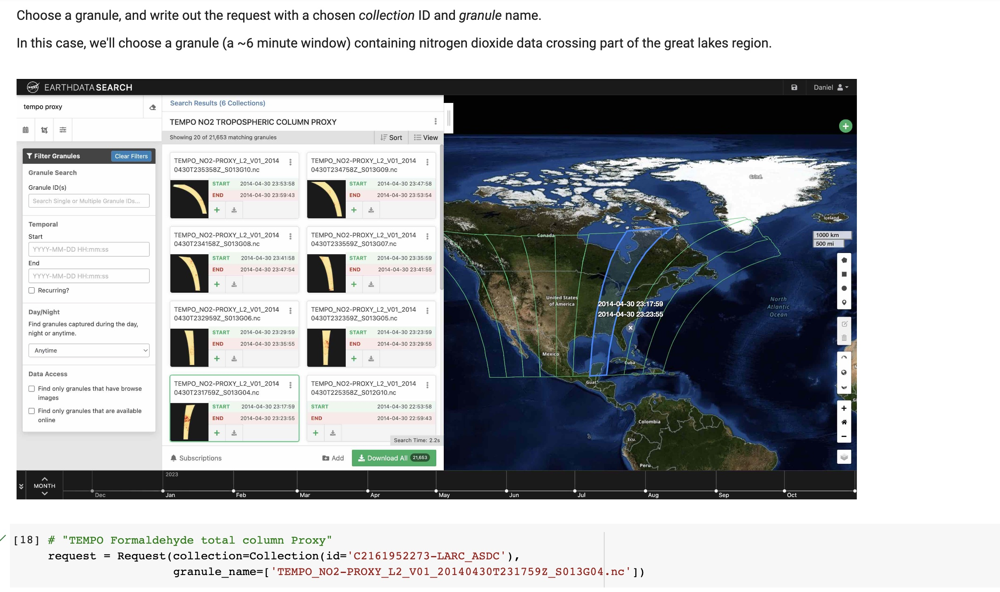 Choose a granule, and write out the request with a chosen collection ID and granule name.
In this case, we'll choose a granule (a ~6 minute window) containing nitrogen dioxide data crossing part of the great lakes region.
EARTHDATA SEARCH
Daniel
tempo proxy
Search Results (6 Collections)
TEMPO NO2 TROPOSPHERIC COLUMN PROXY
Showing 20 of 21,653 matching granules
Sort
View
Filter Granules
Clear Filters
Granule Search
Granule ID(s)
Search Single or Multiple Granule IDs...
Temporal
Start
YYYY-MM-DD HH:mm:ss
End
YYYY-MM-DD HH:mm:ss
Recurring?
Day/Night
Find granules captured during the day,
night or anytime.
Anytime
Data Access
Find only granules that have browse
images
Find only granules that are available
online
TEMPO_NO2-PROXY_L2_V01_2014
0430T235358Z_S013G10.nc
START 2014-04-30 23:53:58
END 2014-04-30 23:59:43
TEMPO_NO2-PROXY_L2_V01_2014
0430T234758Z_S013G09.nc
START 2014-04-30 23:47:58
END 2014-04-30 23:53:54
TEMPO_NO2-PROXY_L2_V01_2014
0430T234158Z_S013G08.nc
START 2014-04-30 23:41:58
END 2014-04-30 23:47:54
TEMPO_NO2-PROXY_L2_V01_2014
0430T233559Z_S013G07.nc
START 2014-04-30 23:35:59
END 2014-04-30 23:41:55
TEMPO_NO2-PROXY_L2_V01_2014
0430T232959Z_S013G06.nc
START 2014-04-30 23:29:59
END 2014-04-30 23:35:55
TEMPO_NO2-PROXY_L2_V01_2014
0430T232359Z_S013G05.nc
START 2014-04-30 23:23:59
END 2014-04-30 23:29:55
TEMPO_NO2-PROXY_L2_V01_2014
0430T231759Z_S013G04.nc
START 2014-04-30 23:17:59
END 2014-04-30 23:23:55
TEMPO_NO2-PROXY_L2_V01_2014
0430T225358Z_S012G10.nc
START 2014-04-30 22:53:58
END 2014-04-30 22:59:43
Search Time: 2.2s
Subscriptions
Add
Download All 21,653
Grlnd.
Iceland
Canada
1000 km
500 mi
United States
of America
2014-04-30 23:17:59
2014-04-30 23:23:55
North
Atlantic
Ocean
Mexico
Cuba
Guat.
Colombia
Ecu.
Peru
MONTH
2023
Dec
Jan
Feb
Mar
Apr
May
Jun
Jul
Aug
Sep
Oct
[18] # "TEMPO Formaldehyde total column Proxy"
request = Request(collection=Collection(id='C2161952273-LARC_ASDC'),
granule_name=['TEMPO_NO2-PROXY_L2_V01_20140430T231759Z_S013G04.nc'])